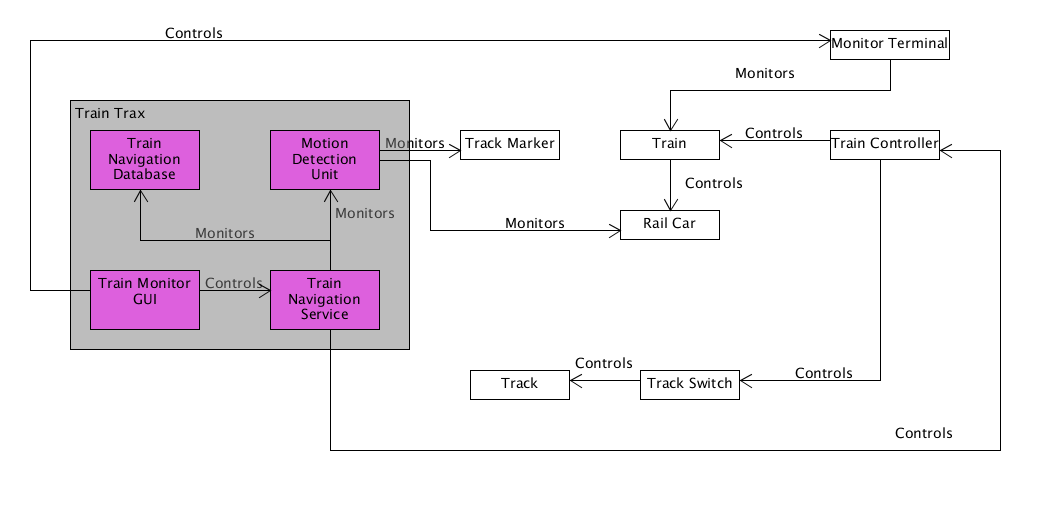 Controls
Monitor Terminal
Monitors
Train Trax
Train
Navigation
Database
Motion
Detection
Unit
Monitors
Track Marker
Train
Controls
Train Controller
Controls
Monitors
Monitors
Monitors
Rail Car
Train Monitor
GUI
Controls
Train
Navigation
Service
Controls
Track
Track Switch
Controls
Controls